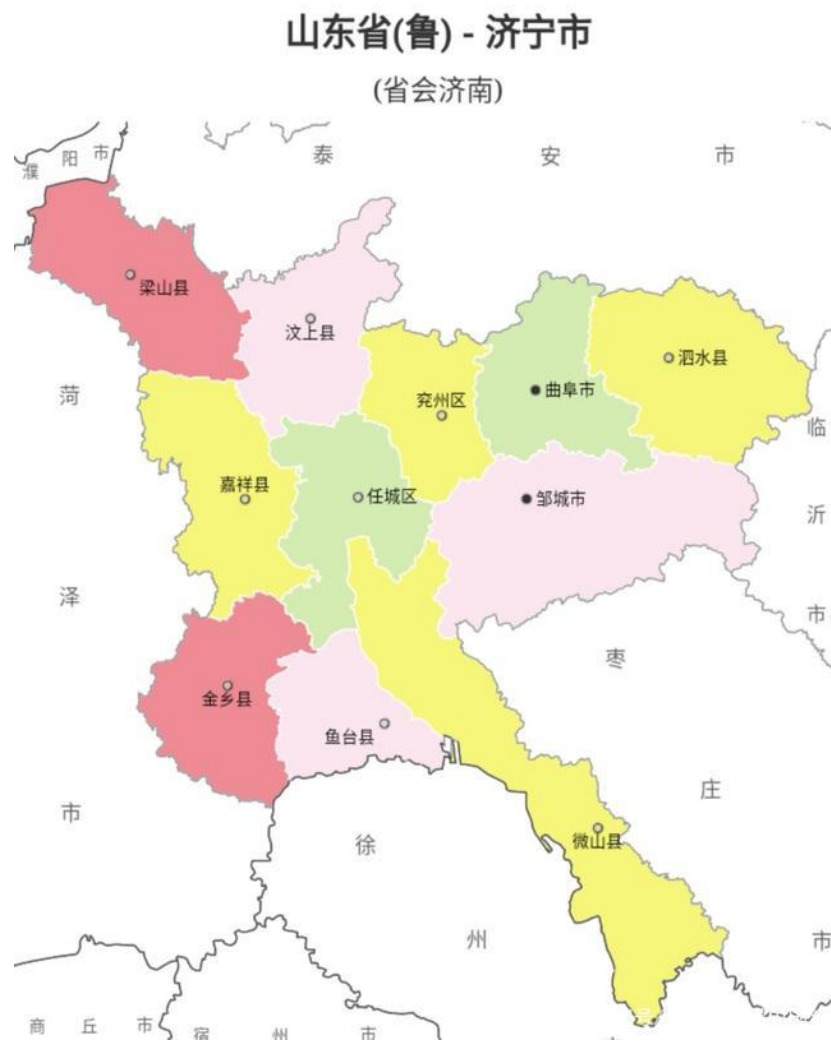 山东省(鲁) - 济宁市
(省会济南)
濮阳市
泰安市
梁山县
汶上县
泗水县
兖州区
曲阜市
菏泽市
临沂市
嘉祥县
任城区
邹城市
枣庄市
金乡县
鱼台县
微山县
徐州
商丘市
宿州市